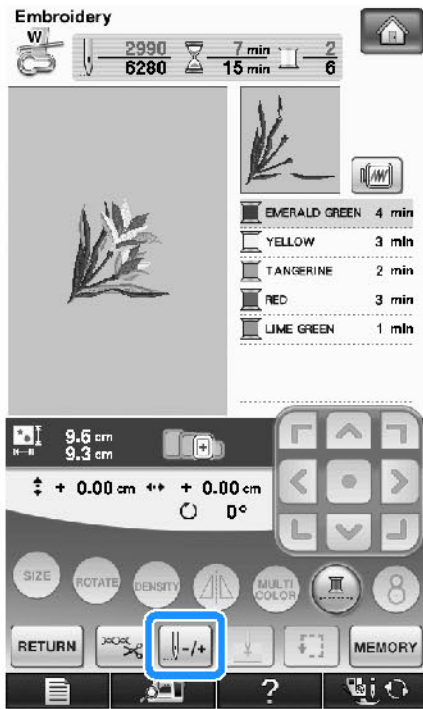 Embroidery
W
2990 7 min 2
6280 15 min 6
EMERALD GREEN 4 min
YELLOW 3 min
TANGERINE 2 min
RED 3 min
LIME GREEN 1 min
9.6 cm
9.3 cm
+ 0.00 cm + 0.00 cm
0°
SIZE ROTATE DENSITY MULTI COLOR 8
RETURN -/+ MEMORY
?